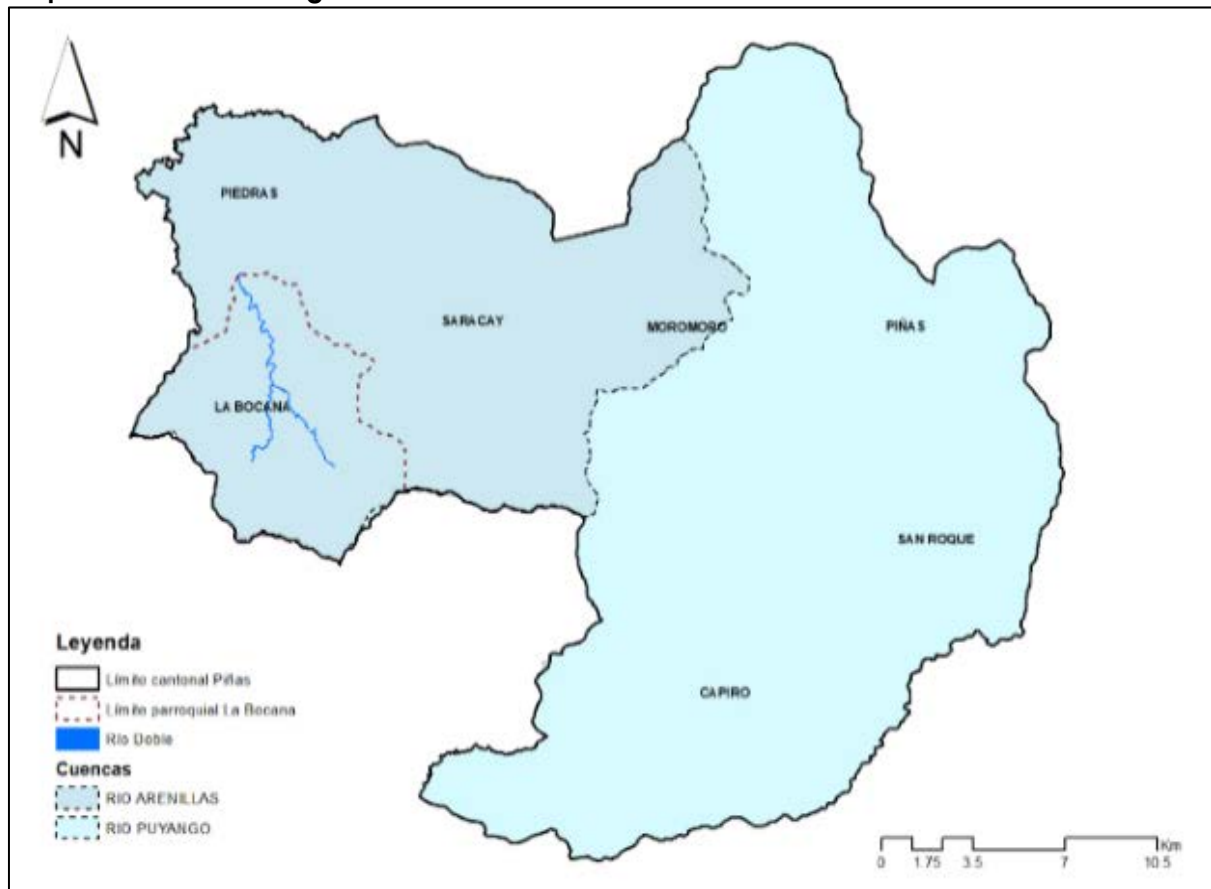 N
PIEDRAS
SARACAY
MOROMORO
PIÑAS
LA BOCANA
SAN ROQUE
CAPIRO
Leyenda
Límite cantonal Piñas
Límite parroquial La Bocana
Río Doble
Cuencas
RIO ARENILLAS
RIO PUYANGO
Km
0 1.75 3.5 7 10.5